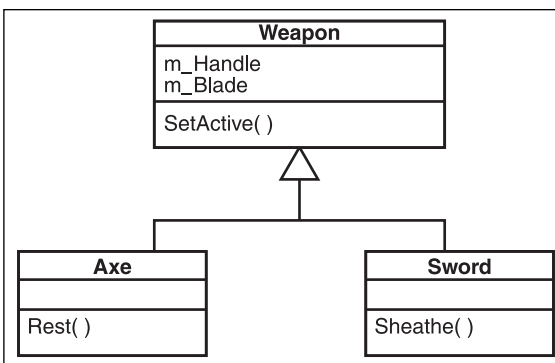 Weapon
m_Handle
m_Blade
SetActive( )
Axe
Rest( )
Sword
Sheathe( )